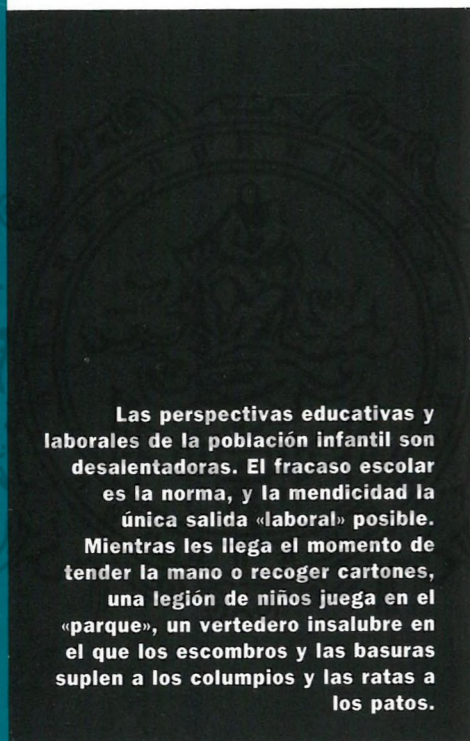 Las perspectivas educativas y
laborales de la población infantil son
desalentadoras. El fracaso escolar
es la norma, y la mendicidad la
única salida «laboral» posible.
Mientras les llega el momento de
tender la mano o recoger cartones,
una legión de niños juega en el
«parque», un vertedero insalubre en
el que los escombros y las basuras
suplen a los columpios y las ratas a
los patos.